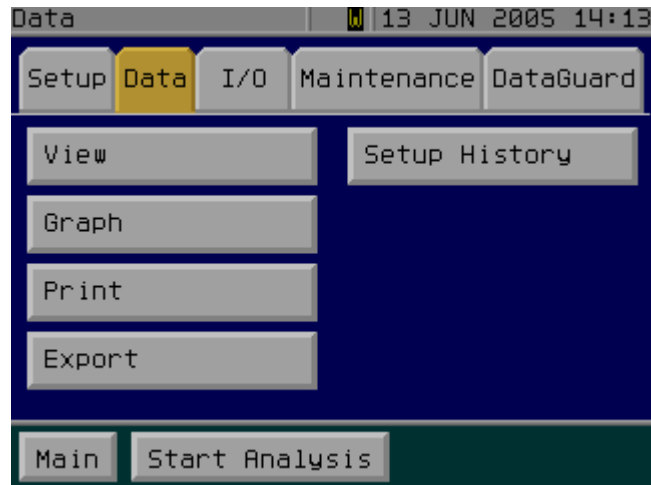 Data W 13 JUN 2005 14:13
Setup Data I/O Maintenance DataGuard
View Setup History
Graph
Print
Export
Main Start Analysis